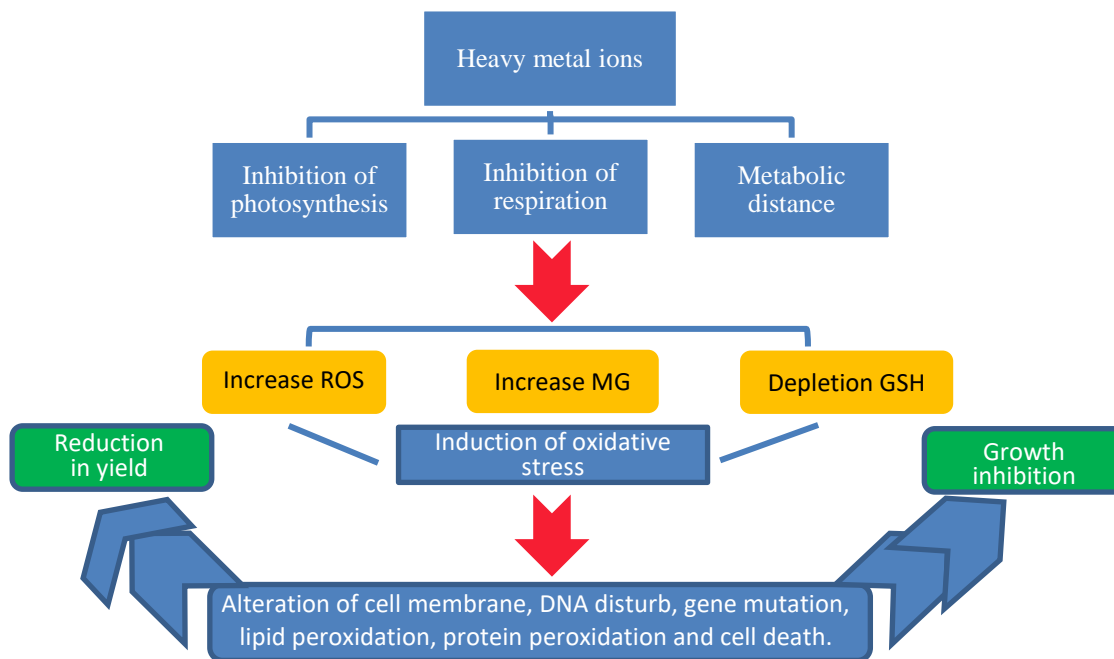 Heavy metal ions
Inhibition of
photosynthesis
Inhibition of
respiration
Metabolic
distance
Increase ROS
Increase MG
Depletion GSH
Reduction
in yield
Induction of oxidative
stress
Growth
inhibition
Alteration of cell membrane, DNA disturb, gene mutation,
lipid peroxidation, protein peroxidation and cell death.